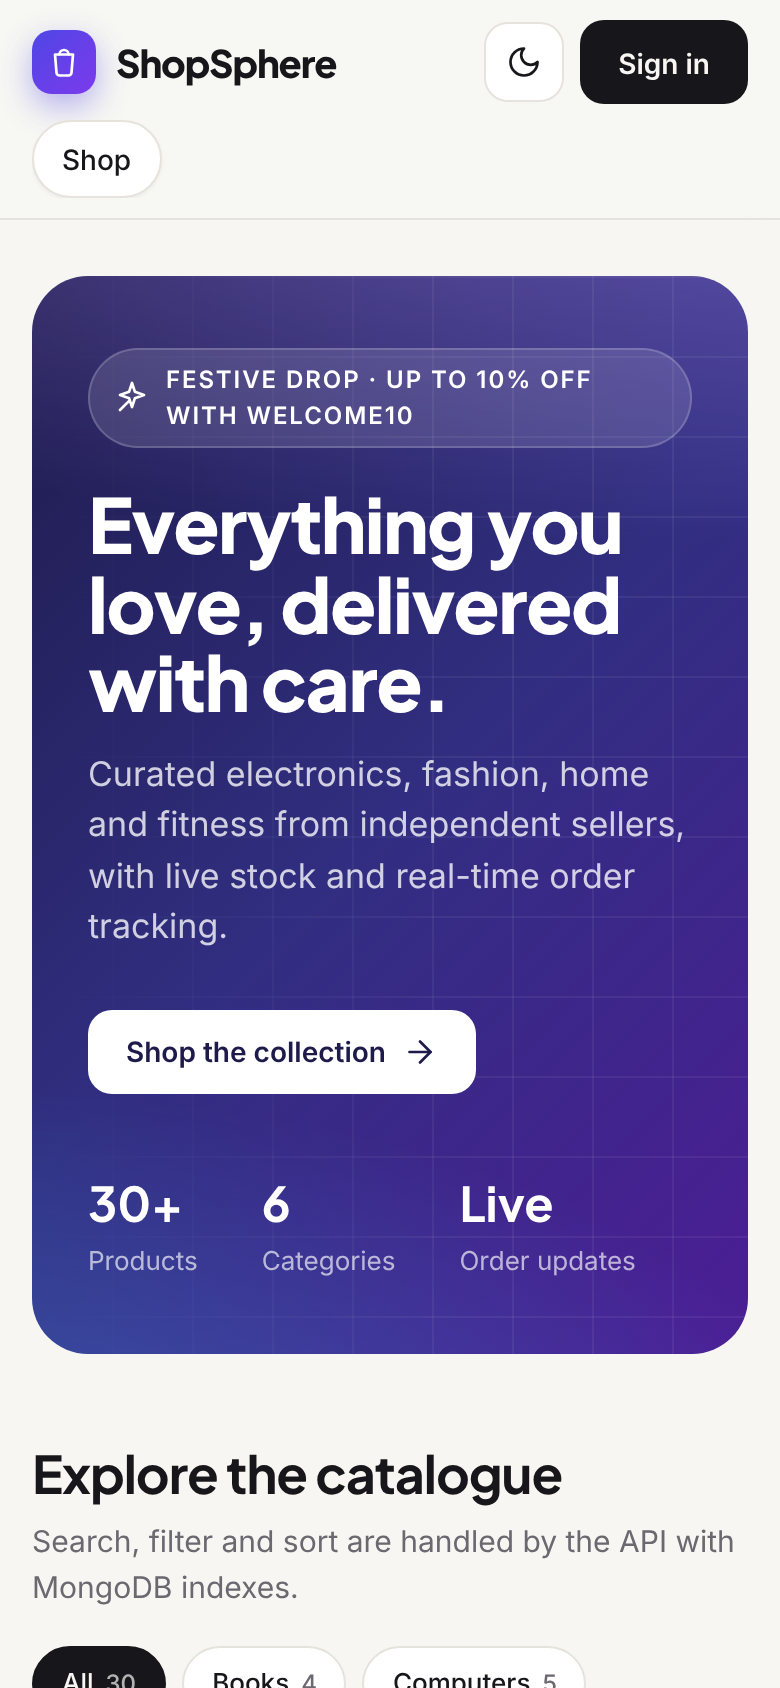 ShopSphere
Sign in
Shop
FESTIVE DROP · UP TO 10% OFF
WITH WELCOME10
Everything you
love, delivered
with care.
Curated electronics, fashion, home
and fitness from independent sellers,
with live stock and real-time order
tracking.
Shop the collection
30+ 6 Live
Products Categories Order updates
Explore the catalogue
Search, filter and sort are handled by the API with
MongoDB indexes.
All 30 Books 4 Computers 5